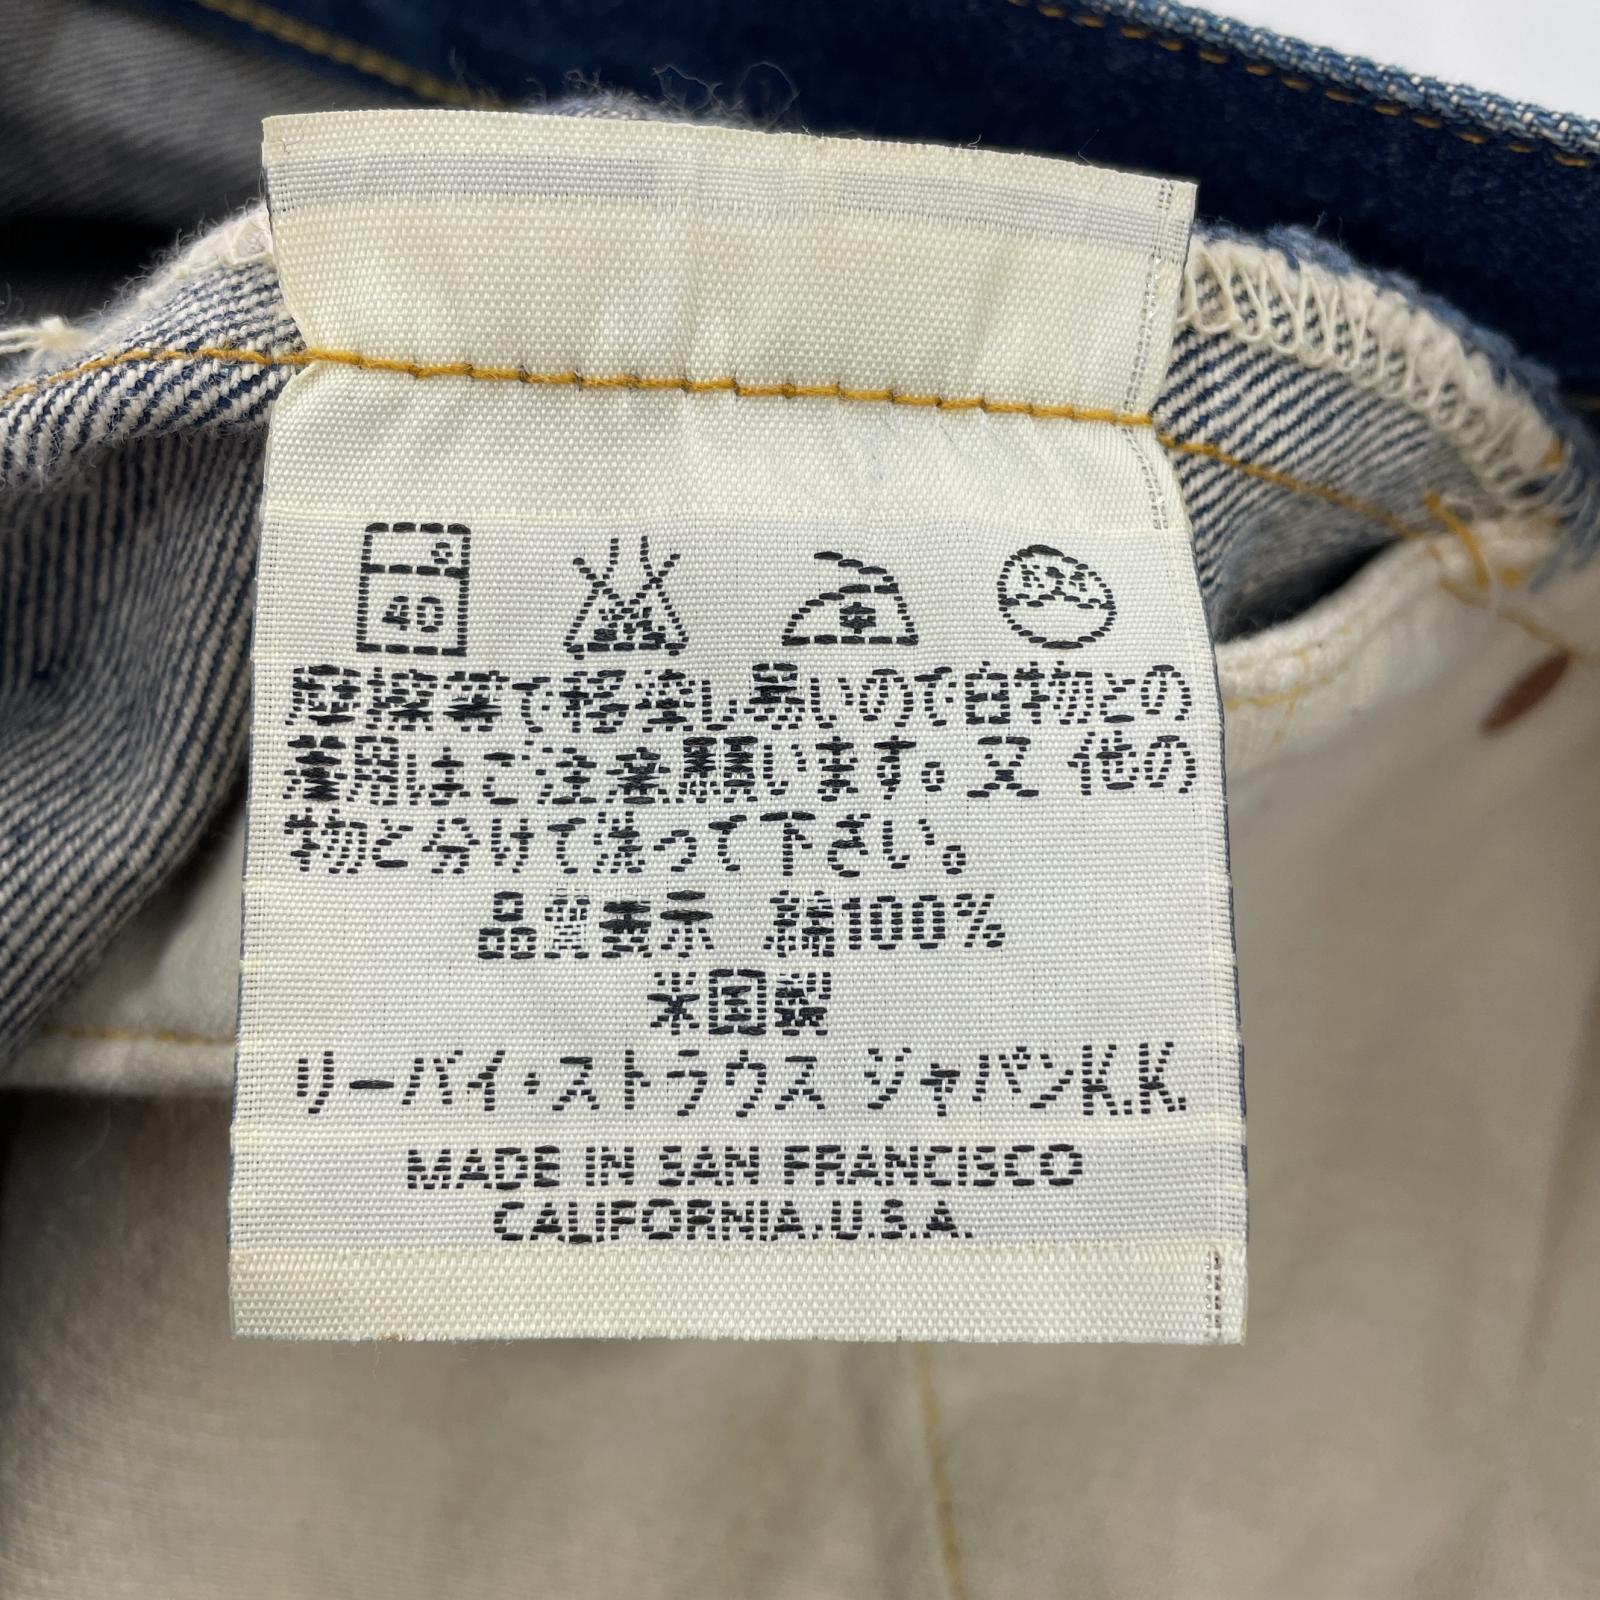 40
摩擦等で移染し易いので白物との
着用はご注意願います。又 他の
物と分けて洗って下さい。
品質表示 綿100%
米国製
リーバイ・ストラウス ジャパンK.K.
MADE IN SAN FRANCISCO
CALIFORNIA.U.S.A.